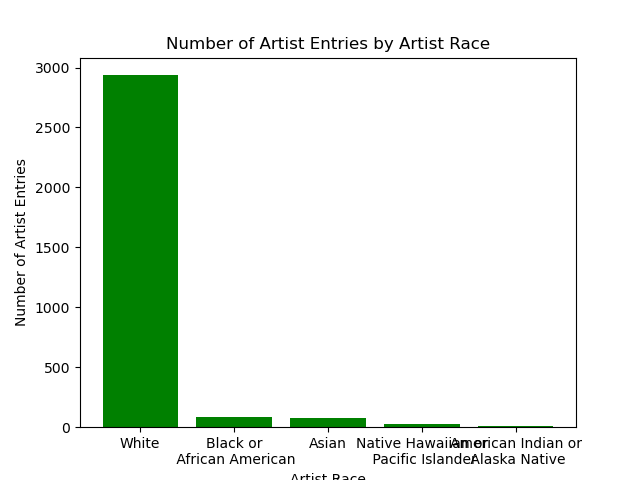 Number of Artist Entries by Artist Race
Number of Artist Entries
3000
2500
2000
1500
1000
500
0
White
Black or
African American
Asian
Native Hawaiian or
Pacific Islander
American Indian or
Alaska Native
Artist Race